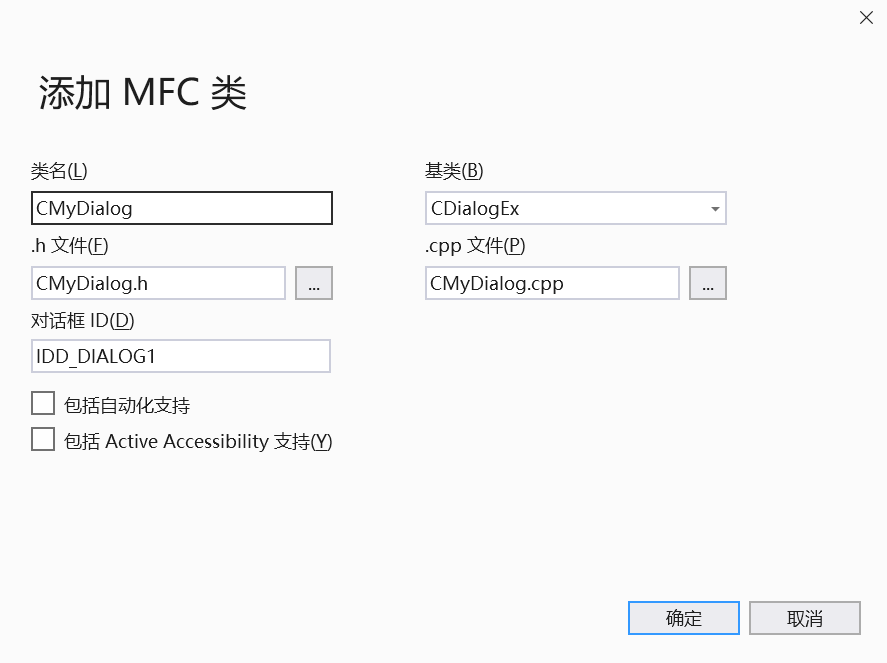 添加 MFC 类
类名(L) 基类(B)
CMyDialog CDialogEx
.h 文件(F) .cpp 文件(P)
CMyDialog.h ... CMyDialog.cpp ...
对话框 ID(D)
IDD_DIALOG1
包括自动化支持
包括 Active Accessibility 支持(Y)
确定 取消